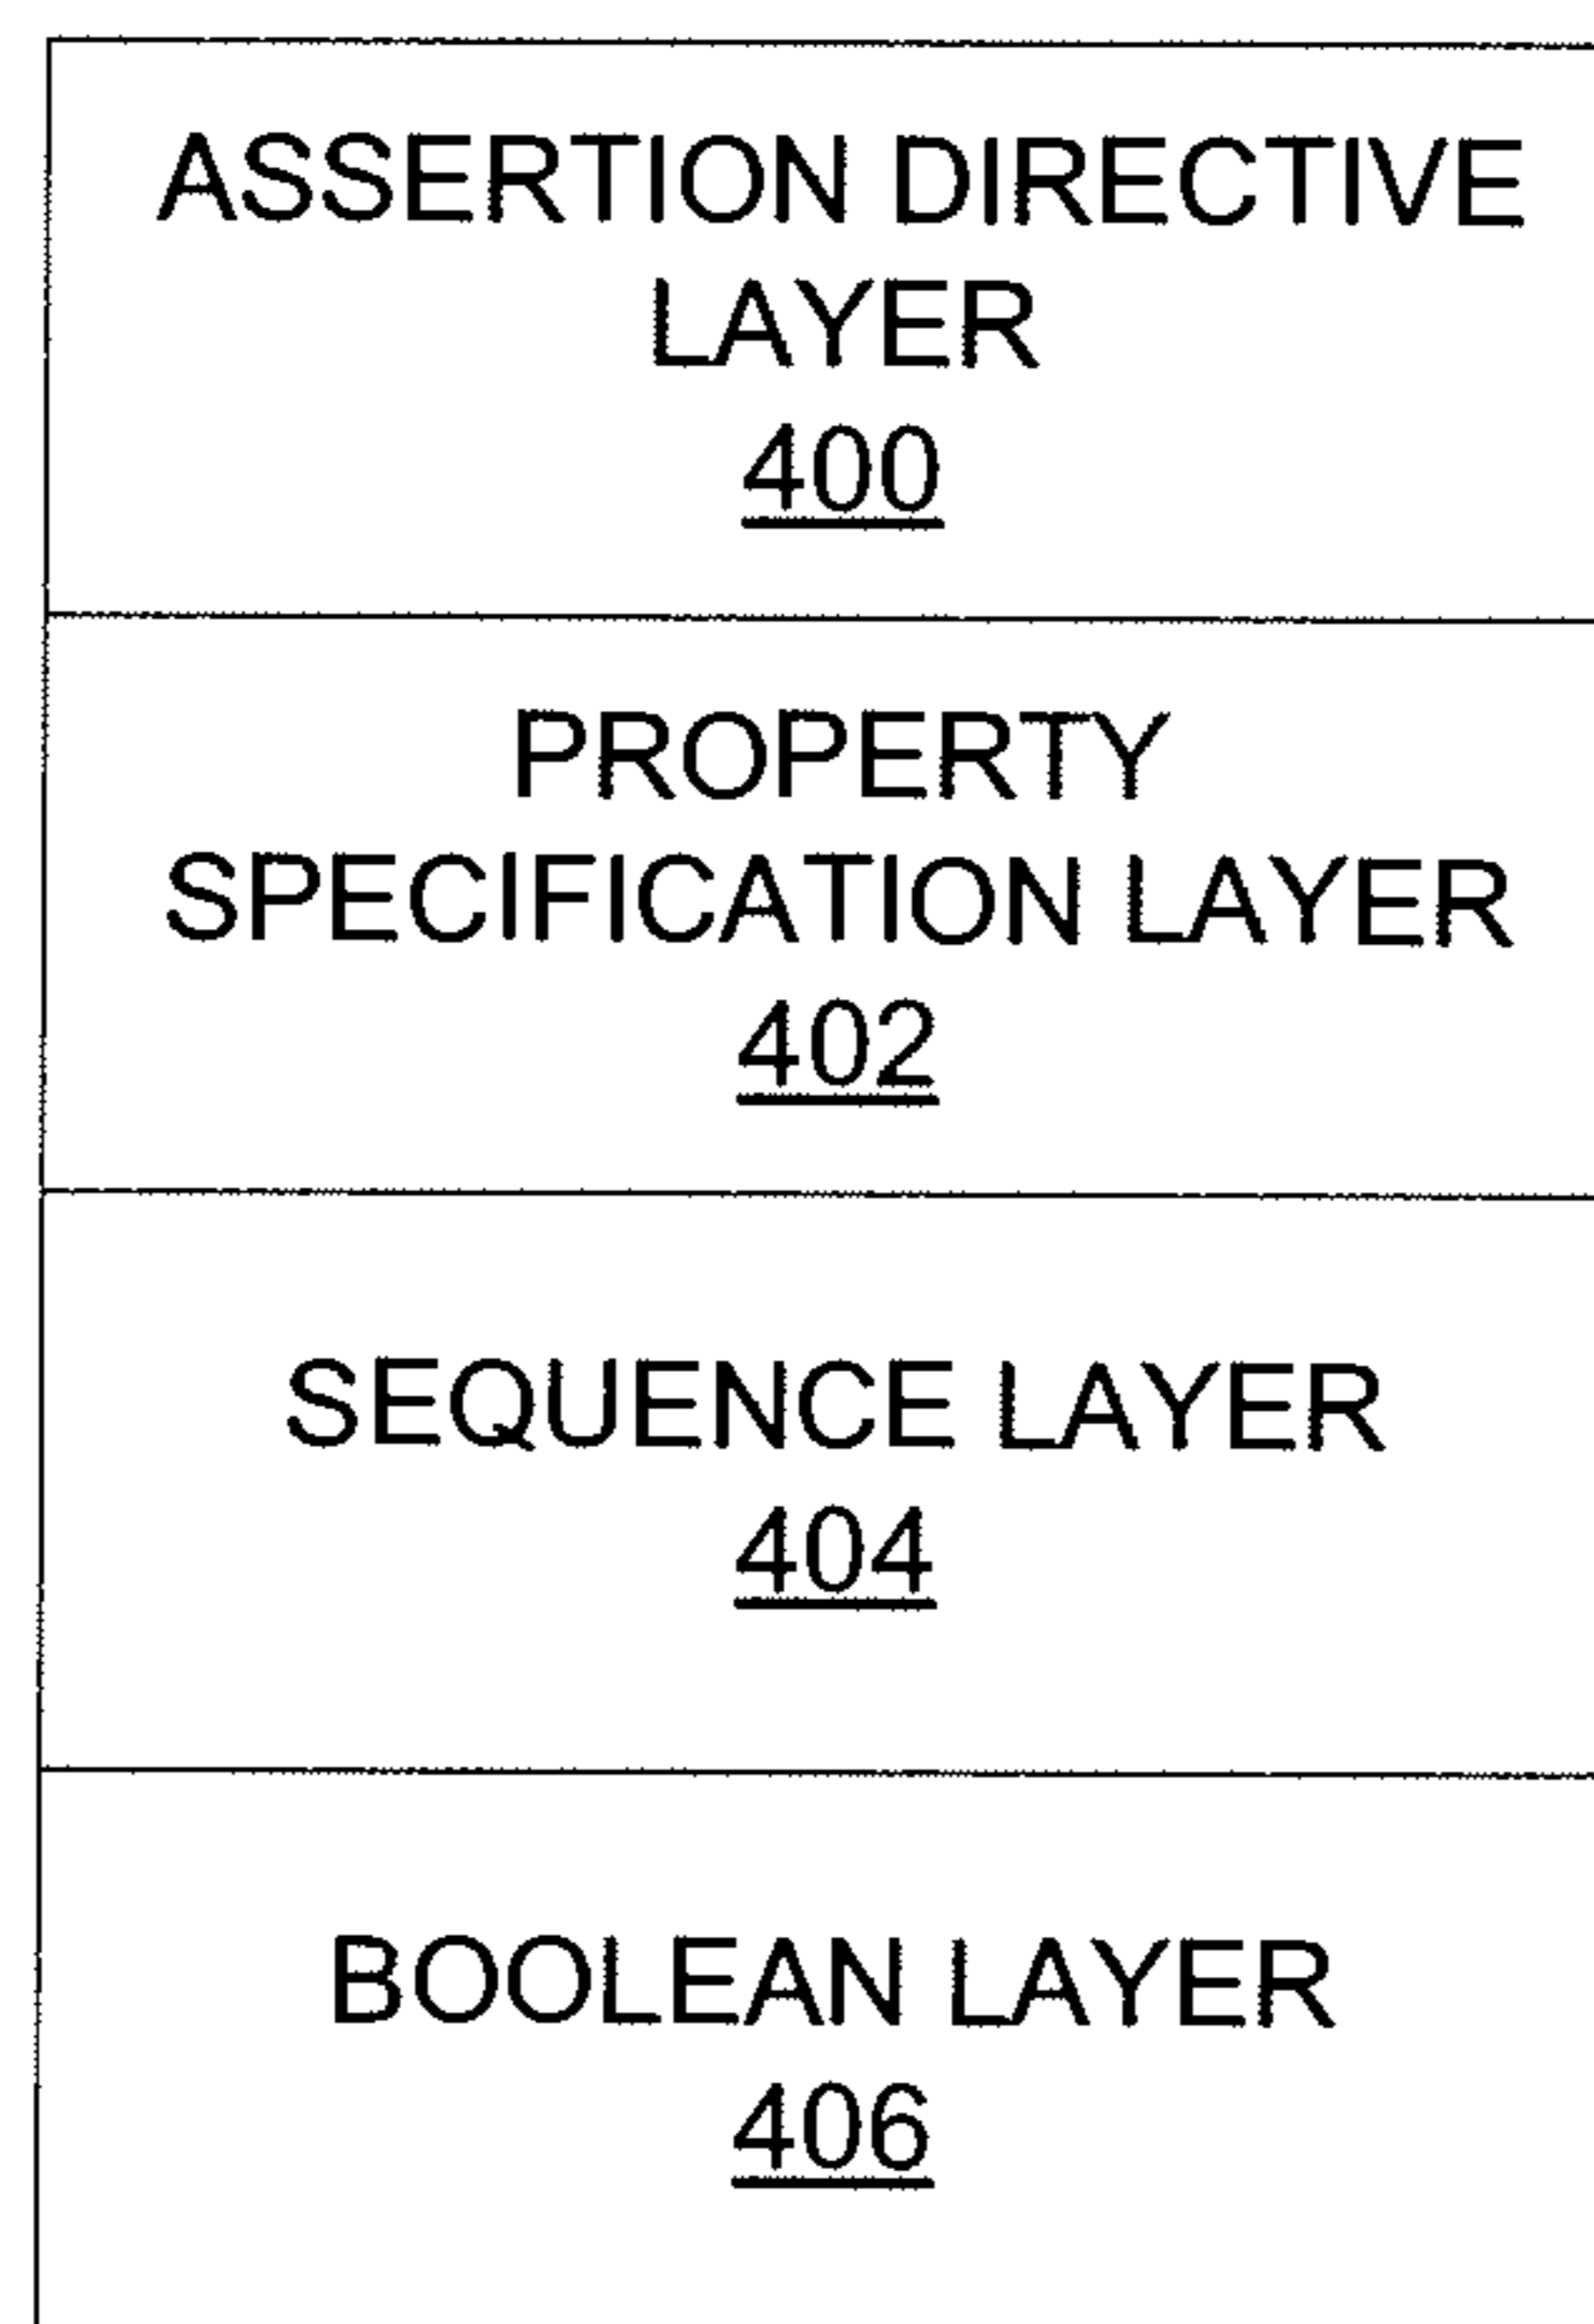 ASSERTION DIRECTIVE
LAYER
400
PROPERTY
SPECIFICATION LAYER
402
SEQUENCE LAYER
404
BOOLEAN LAYER
406